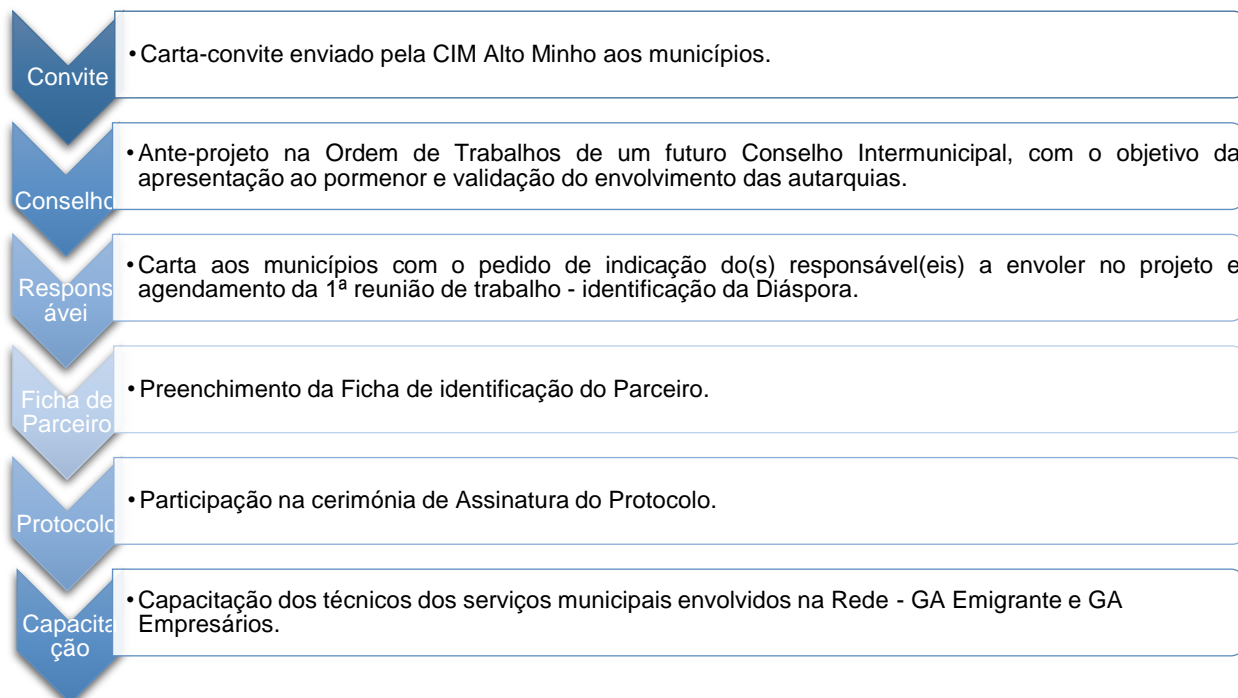 Convite
• Carta-convite enviado pela CIM Alto Minho aos municípios.
Conselho
• Ante-projeto na Ordem de Trabalhos de um futuro Conselho Intermunicipal, com o objetivo da
apresentação ao pormenor e validação do envolvimento das autarquias.
Respons
ávei
• Carta aos municípios com o pedido de indicação do(s) responsável(eis) a envoler no projeto e
agendamento da 1ª reunião de trabalho - identificação da Diáspora.
Ficha de
Parceiro
• Preenchimento da Ficha de identificação do Parceiro.
Protocolo
• Participação na cerimónia de Assinatura do Protocolo.
Capacita
ção
• Capacitação dos técnicos dos serviços municipais envolvidos na Rede - GA Emigrante e GA
Empresários.